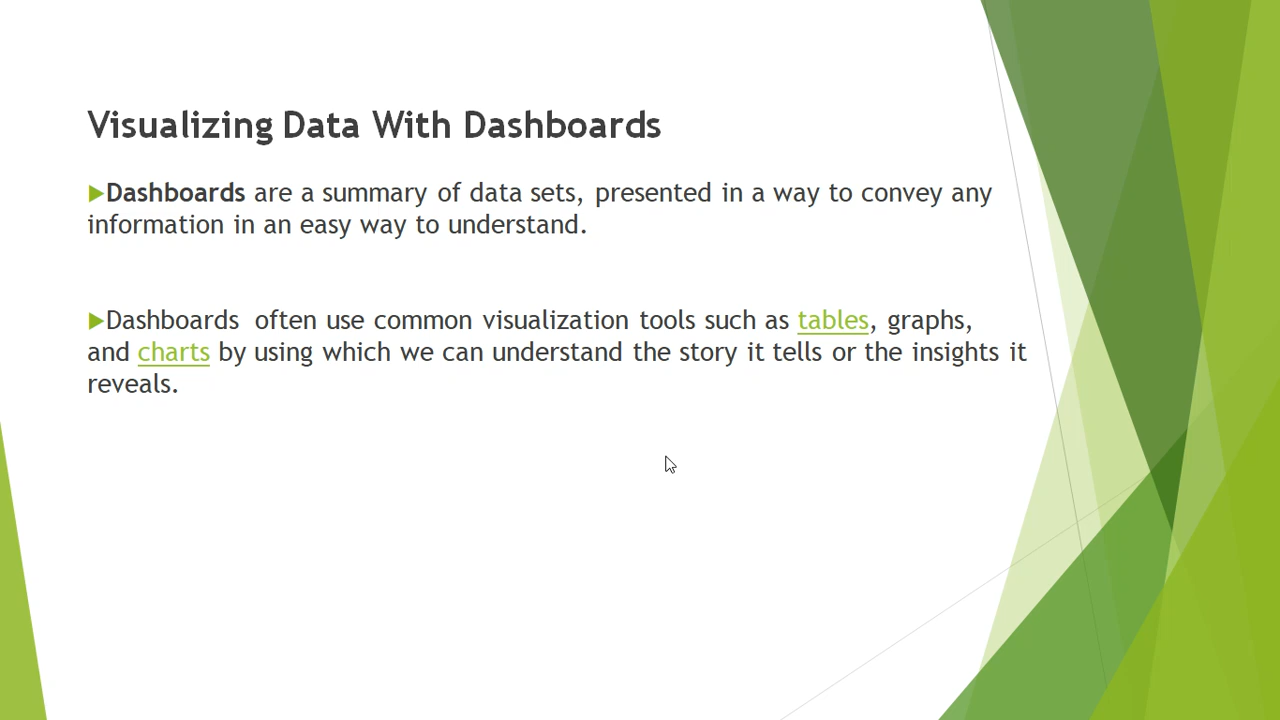 Visualizing Data With Dashboards
Dashboards are a summary of data sets, presented in a way to convey any
information in an easy way to understand.
Dashboards often use common visualization tools such as tables, graphs,
and charts by using which we can understand the story it tells or the insights it
reveals.